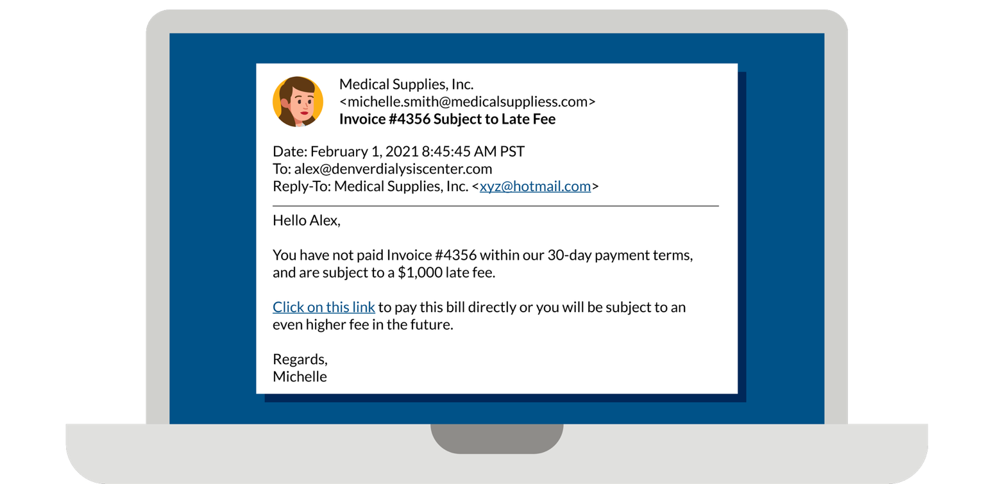 Medical Supplies, Inc.
<michelle.smith@medicalsuppliess.com>
Invoice #4356 Subject to Late Fee
Date: February 1, 2021 8:45:45 AM PST
To: alex@denverdialysiscenter.com
Reply-To: Medical Supplies, Inc. <xyz@hotmail.com>
Hello Alex,
You have not paid Invoice #4356 within our 30-day payment terms,
and are subject to a $1,000 late fee.
Click on this link to pay this bill directly or you will be subject to an
even higher fee in the future.
Regards,
Michelle